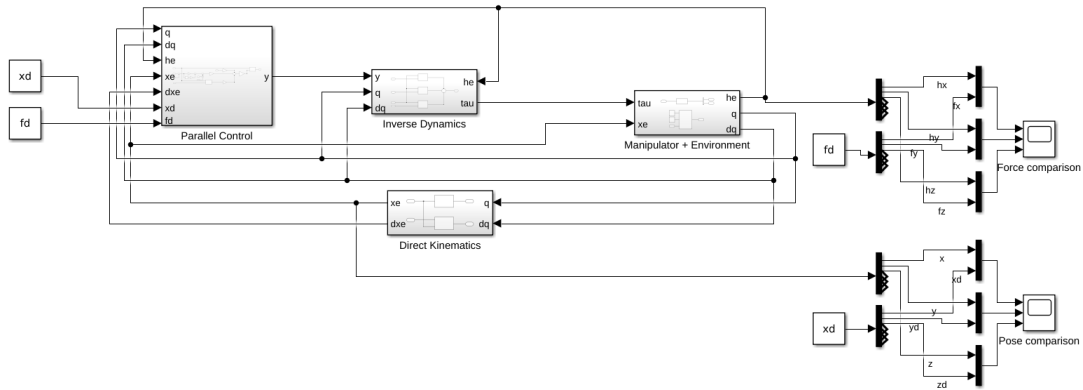 xd
fd
q
dq
he
xe
dxe
xd
fd
y
Parallel Control
y
q
dq
he
tau
Inverse Dynamics
tau
xe
he
q
dq
Manipulator + Environment
xe
dxe
q
dq
Direct Kinematics
fd
hx
fx
hy
fy
hz
fz
Force comparison
xd
x
xd
y
yd
z
zd
Pose comparison